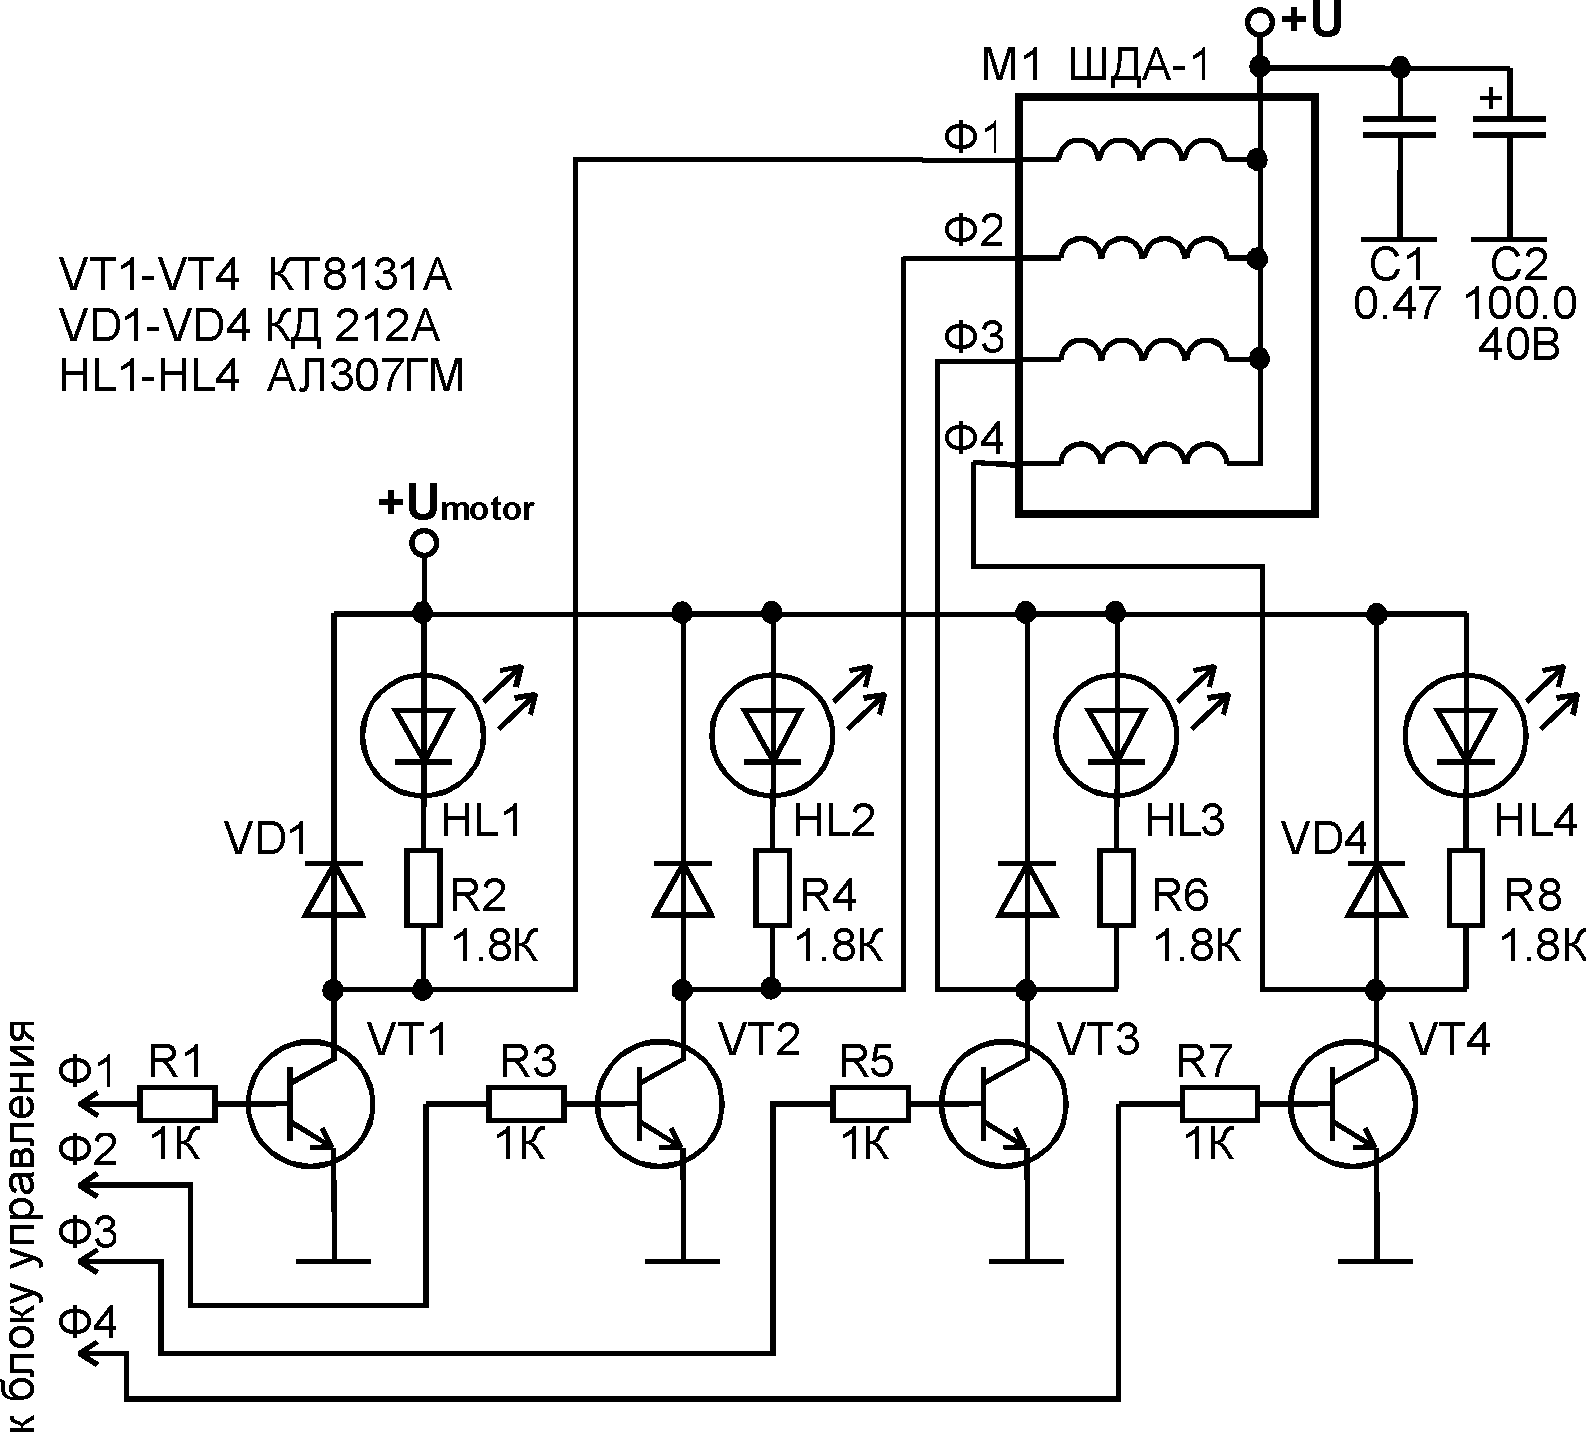 +U
М1 ШДА-1
+
Ф1
Ф2
Ф3
Ф4
С1
0.47
С2
100.0
40В
VT1-VT4 КТ8131А
VD1-VD4 КД 212А
HL1-HL4 АЛ307ГМ
+Umotor
HL1
HL2
HL3
HL4
VD1
VD4
R2
1.8К
R4
1.8К
R6
1.8К
R8
1.8К
VT1
VT2
VT3
VT4
Ф1
R1
1К
R3
1К
R5
1К
R7
1К
Ф2
Ф3
Ф4
к блоку управления